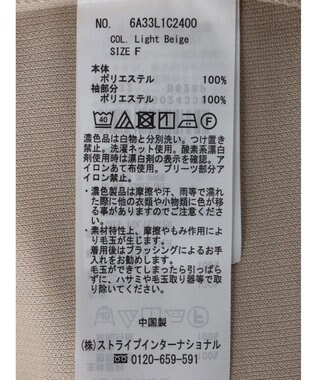 NO. 6A33L1C2400
COL. Light Beige
SIZE F
本体
ポリエステル 100%
袖部分
ポリエステル 100%
40 F
濃色品は白物と分別洗い。つけ置き
禁止。洗濯ネット使用。酸素系漂白
剤使用時は漂白剤の表示を確認。アイ
ロンあて布使用。プリーツ部分アイ
ロン禁止。
・濃色製品は摩擦や汗、雨等で濡れ
た際に他の衣類や小物類に色が移
る事がありますのでご注意くださ
い。
・素材特性上、摩擦やもみ作用によ
り毛玉が生じます。
着用後はブラッシングによるお手
入れをお勧めします。
毛玉ができてしまったら引っぱら
ずに、ハサミや毛玉取り器等で取
り除いてください。
中国製
(株)ストライプインターナショナル
0120-659-591